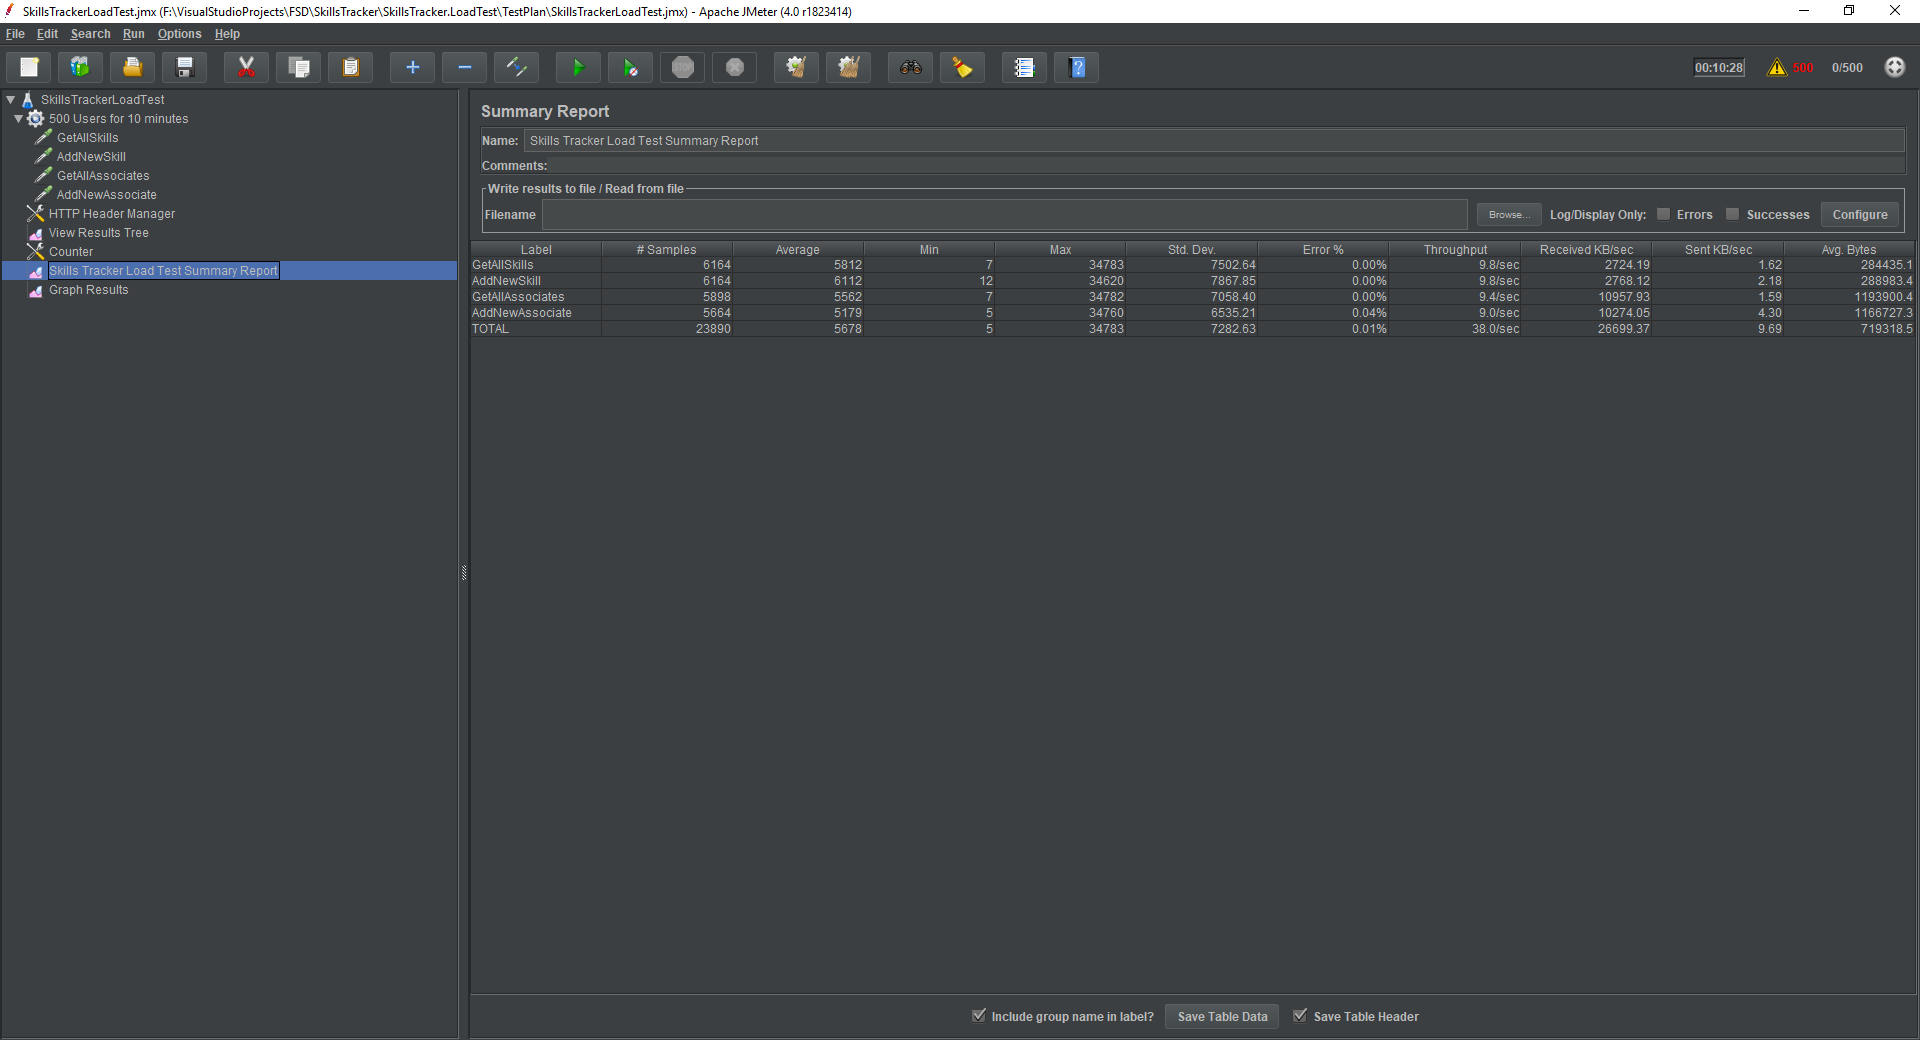 SkillsTrackerLoadTest.jmx (F:\VisualStudioProjects\FSD\SkillsTracker\SkillsTracker.LoadTest\TestPlan\SkillsTrackerLoadTest.jmx) - Apache JMeter (4.0 r1823414)
File Edit Search Run Options Help
STOP 00:10:28 500 0/500
SkillsTrackerLoadTest
500 Users for 10 minutes
GetAllSkills
AddNewSkill
GetAllAssociates
AddNewAssociate
HTTP Header Manager
View Results Tree
Counter
Skills Tracker Load Test Summary Report
Graph Results
Summary Report
Name: Skills Tracker Load Test Summary Report
Comments:
Write results to file / Read from file
Filename Browse... Log/Display Only: Errors Successes Configure
Label # Samples Average Min Max Std. Dev. Error % Throughput Received KB/sec Sent KB/sec Avg. Bytes
GetAllSkills 6164 5812 7 34783 7502.64 0.00% 9.8/sec 2724.19 1.62 284435.1
AddNewSkill 6164 6112 12 34620 7867.85 0.00% 9.8/sec 2768.12 2.18 288983.4
GetAllAssociates 5898 5562 7 34782 7058.40 0.00% 9.4/sec 10957.93 1.59 1193900.4
AddNewAssociate 5664 5179 5 34760 6535.21 0.04% 9.0/sec 10274.05 4.30 1166727.3
TOTAL 23890 5678 5 34783 7282.63 0.01% 38.0/sec 26699.37 9.69 719318.5
Include group name in label? Save Table Data Save Table Header